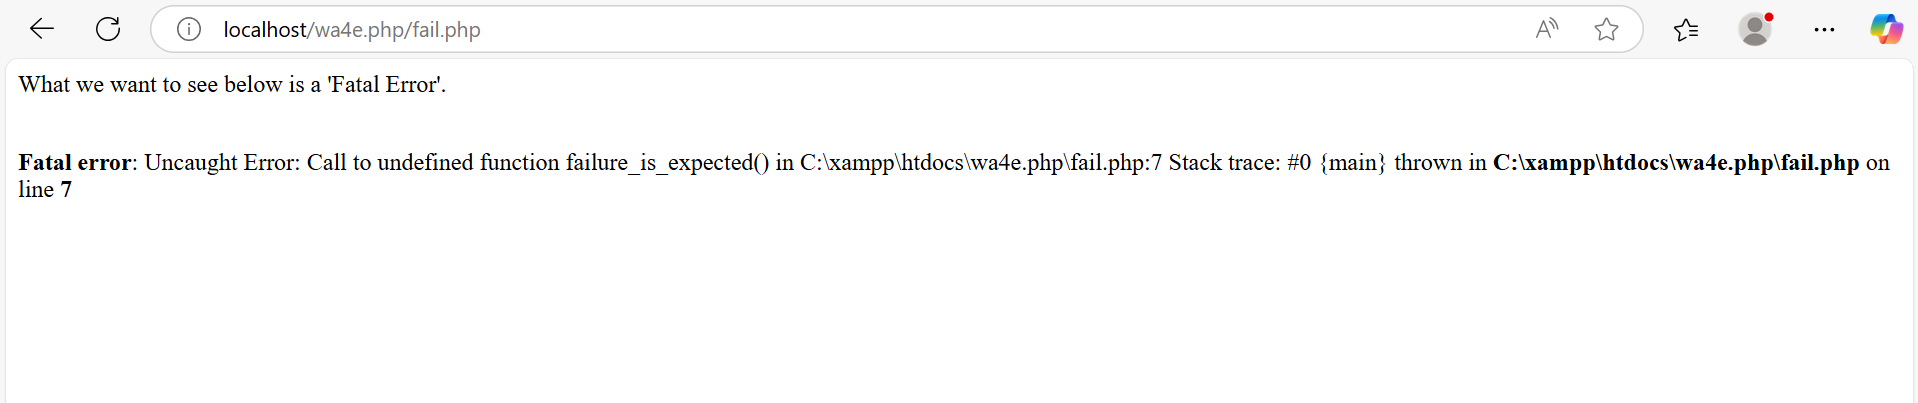 localhost/wa4e.php/fail.php
What we want to see below is a 'Fatal Error'.
Fatal error: Uncaught Error: Call to undefined function failure_is_expected() in C:\xampp\htdocs\wa4e.php\fail.php:7 Stack trace: #0 {main} thrown in C:\xampp\htdocs\wa4e.php\fail.php on
line 7